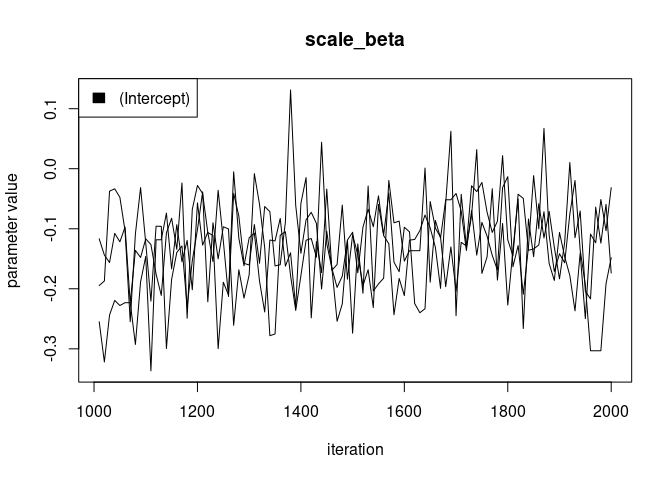 scale_beta
(Intercept)
parameter value
0.1
0.0
-0.1
-0.2
-0.3
1000 1200 1400 1600 1800 2000
iteration